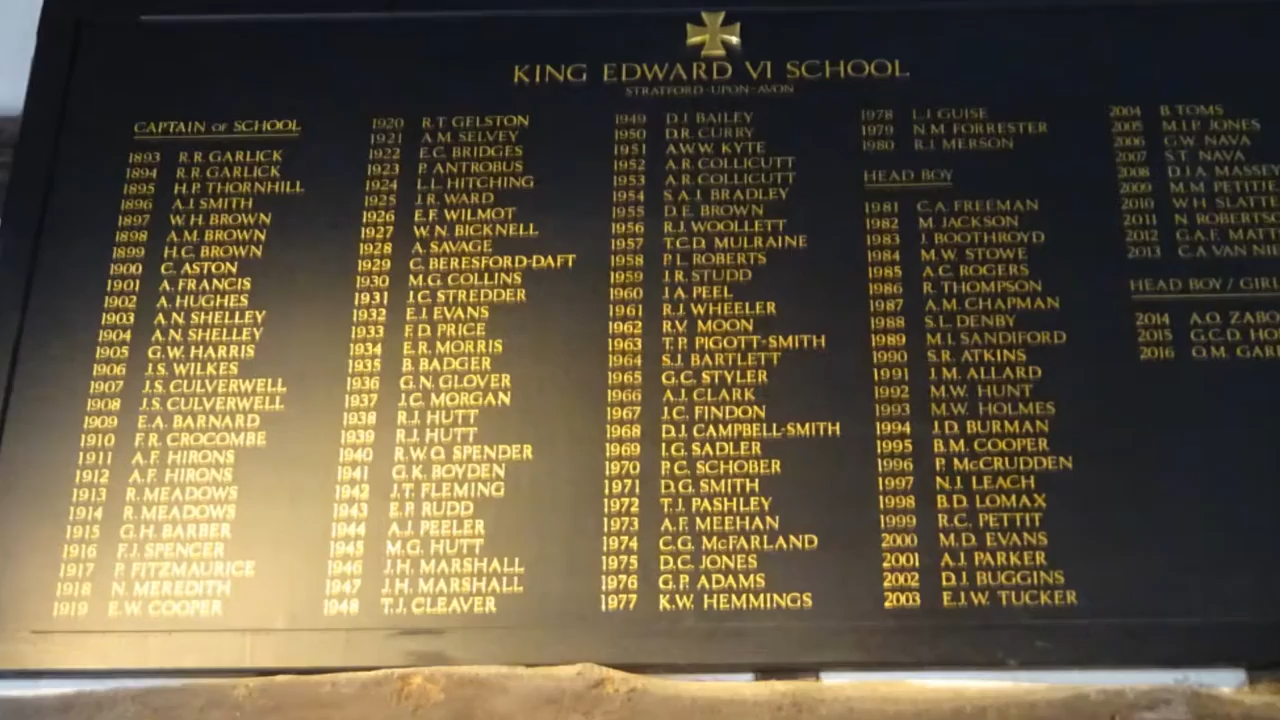 KING EDWARD VI SCHOOL
STRATFORD-UPON-AVON
CAPTAIN OF SCHOOL
1893 R.R. GARLICK
1894 R.R. GARLICK
1895 H.P. THORNHILL
1896 A.J. SMITH
1897 W.H. BROWN
1898 A.M. BROWN
1899 H.C. BROWN
1900 C. ASTON
1901 A. FRANCIS
1902 A. HUGHES
1903 A.N. SHELLEY
1904 A.N. SHELLEY
1905 G.W. HARRIS
1906 J.S. WILKES
1907 J.S. CULVERWELL
1908 J.S. CULVERWELL
1909 E.A. BARNARD
1910 F.R. CROCOMBE
1911 A.F. HIRONS
1912 A.F. HIRONS
1913 R. MEADOWS
1914 R. MEADOWS
1915 G.H. BARBER
1916 F.J. SPENCER
1917 P. FITZMAURICE
1918 N. MEREDITH
1919 E.W. COOPER
1920 R.T. GELSTON
1921 A.M. SELVEY
1922 E.C. BRIDGES
1923 P. ANTROBUS
1924 L.L. HITCHING
1925 J.R. WARD
1926 E.F. WILMOT
1927 W.N. BICKNELL
1928 A. SAVAGE
1929 C. BERESFORD-DAFT
1930 M.G. COLLINS
1931 J.C. STREDDER
1932 E.J. EVANS
1933 F.D. PRICE
1934 E.R. MORRIS
1935 B. BADGER
1936 G.N. GLOVER
1937 J.C. MORGAN
1938 R.J. HUTT
1939 R.J. HUTT
1940 R.W.O. SPENDER
1941 G.K. BOYDEN
1942 J.T. FLEMING
1943 E.P. RUDD
1944 A.J. PEELER
1945 M.G. HUTT
1946 J.H. MARSHALL
1947 J.H. MARSHALL
1948 T.J. CLEAVER
1949 D.J. BAILEY
1950 D.R. CURRY
1951 A.W.W. KYTE
1952 A.R. COLLICUTT
1953 A.R. COLLICUTT
1954 S.A.J. BRADLEY
1955 D.E. BROWN
1956 R.J. WOOLLETT
1957 T.C.D. MULRAINE
1958 P.L. ROBERTS
1959 J.R. STUDD
1960 J.A. PEEL
1961 R.J. WHEELER
1962 R.V. MOON
1963 T.P. PIGOTT-SMITH
1964 S.J. BARTLETT
1965 G.C. STYLER
1966 A.J. CLARK
1967 J.C. FINDON
1968 D.J. CAMPBELL-SMITH
1969 I.G. SADLER
1970 P.C. SCHOBER
1971 D.G. SMITH
1972 T.J. PASHLEY
1973 A.F. MEEHAN
1974 C.G. McFARLAND
1975 D.C. JONES
1976 G.P. ADAMS
1977 K.W. HEMMINGS
1978 L.J. GUISE
1979 N.M. FORRESTER
1980 R.J. MERSON
HEAD BOY
1981 C.A. FREEMAN
1982 M. JACKSON
1983 J. BOOTHROYD
1984 M.W. STOWE
1985 A.C. ROGERS
1986 R. THOMPSON
1987 A.M. CHAPMAN
1988 S.L. DENBY
1989 M.I. SANDIFORD
1990 S.R. ATKINS
1991 J.M. ALLARD
1992 M.W. HUNT
1993 M.W. HOLMES
1994 J.D. BURMAN
1995 B.M. COOPER
1996 P. McCRUDDEN
1997 N.J. LEACH
1998 B.D. LOMAX
1999 R.C. PETTIT
2000 M.D. EVANS
2001 A.J. PARKER
2002 D.J. BUGGINS
2003 E.J.W. TUCKER
2004 B. TOMS
2005 M.I.P. JONES
2006 G.W. NAVA
2007 S.T. NAVA
2008 D.J.A. MASSEY
2009 M.M. PETITJE
2010 W.H. SLATTE
2011 N. ROBERTSO
2012 G.A.F. MATT
2013 C.A. VAN NIE
HEAD BOY / GIRL
2014 A.O. ZABO
2015 G.C.D. HO
2016 O.M. GAR